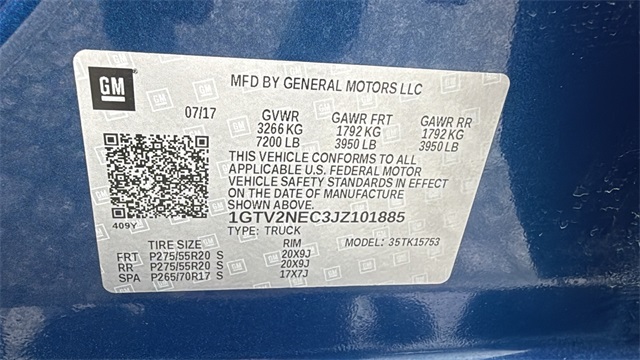 GM
MFD BY GENERAL MOTORS LLC
07/17 GVWR GAWR FRT GAWR RR
3266 KG 1792 KG 1792 KG
7200 LB 3950 LB 3950 LB
THIS VEHICLE CONFORMS TO ALL
APPLICABLE U.S. FEDERAL MOTOR
VEHICLE SAFETY STANDARDS IN EFFECT
ON THE DATE OF MANUFACTURE
SHOWN ABOVE.
1GTV2NEC3JZ101885
409Y TYPE: TRUCK
TIRE SIZE RIM MODEL: 35TK15753
FRT P275/55R20 S 20X9J
RR P275/55R20 S 20X9J
SPA P265/70R17 S 17X7J